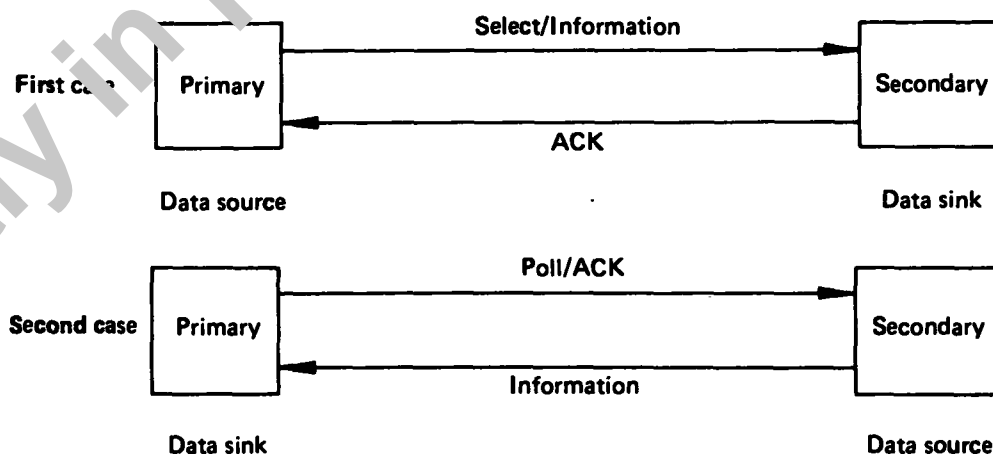 Select/Information
First case Primary Secondary
ACK
Data source Data sink
Poll/ACK
Second case Primary Secondary
Information
Data sink Data source